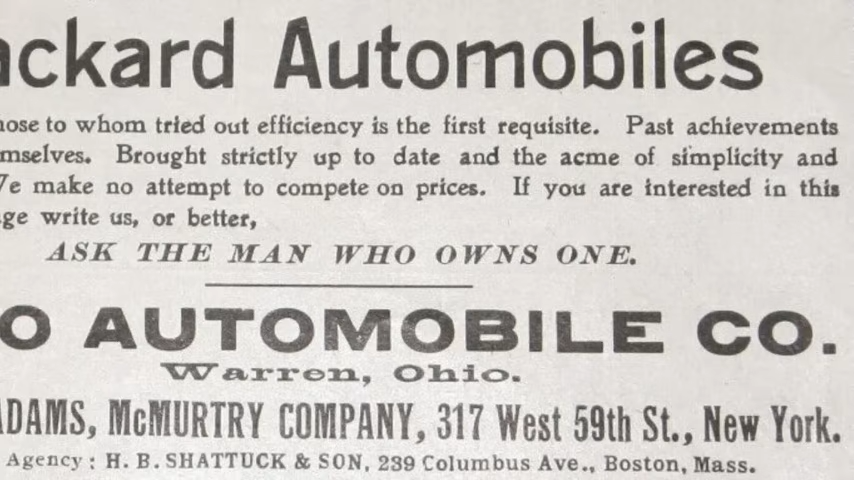 ackard Automobiles
hose to whom tried out efficiency is the first requisite. Past achievements
mselves. Brought strictly up to date and the acme of simplicity and
We make no attempt to compete on prices. If you are interested in this
ge write us, or better,
ASK THE MAN WHO OWNS ONE.
O AUTOMOBILE CO.
Warren, Ohio.
ADAMS, McMURTRY COMPANY, 317 West 59th St., New York.
Agency: H. B. SHATTUCK & SON, 239 Columbus Ave., Boston, Mass.